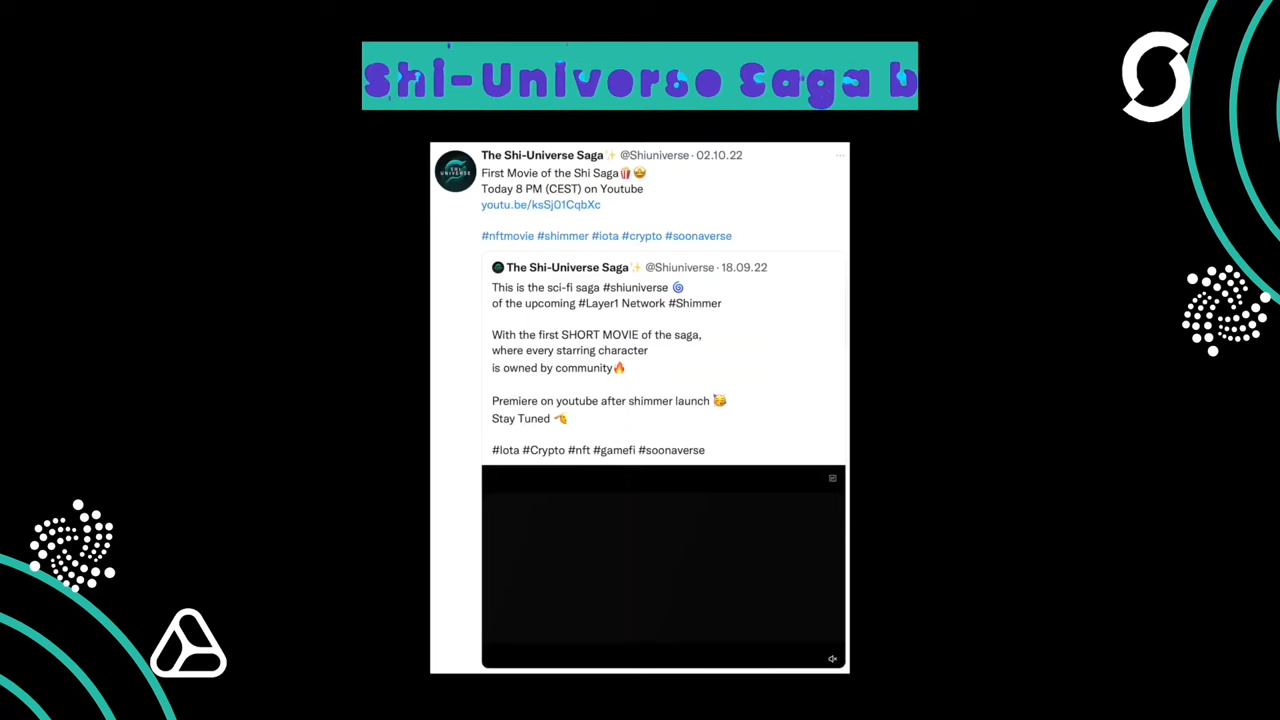 Shi-Universe Saga b
The Shi-Universe Saga✨ @Shiuniverse · 02.10.22
First Movie of the Shi Saga🍿🤩
Today 8 PM (CEST) on Youtube
youtu.be/ksSj01CqbXc
#nftmovie #shimmer #iota #crypto #soonaverse
The Shi-Universe Saga✨ @Shiuniverse · 18.09.22
This is the sci-fi saga #shiuniverse 🌀
of the upcoming #Layer1 Network #Shimmer
With the first SHORT MOVIE of the saga,
where every starring character
is owned by community🔥
Premiere on youtube after shimmer launch 🥳
Stay Tuned 🔫
#Iota #Crypto #nft #gamefi #soonaverse
SHI
UNIVERSE